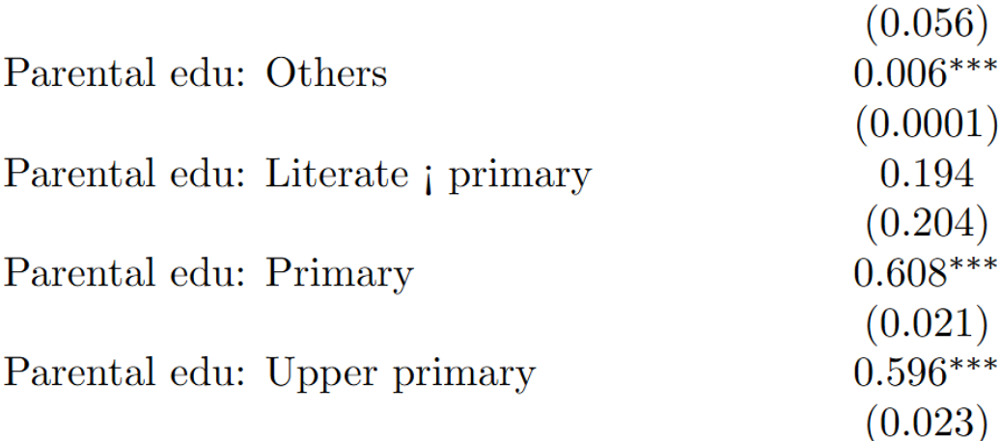 (0.056)
Parental edu: Others 0.006***
(0.0001)
Parental edu: Literate ¡ primary 0.194
(0.204)
Parental edu: Primary 0.608***
(0.021)
Parental edu: Upper primary 0.596***
(0.023)